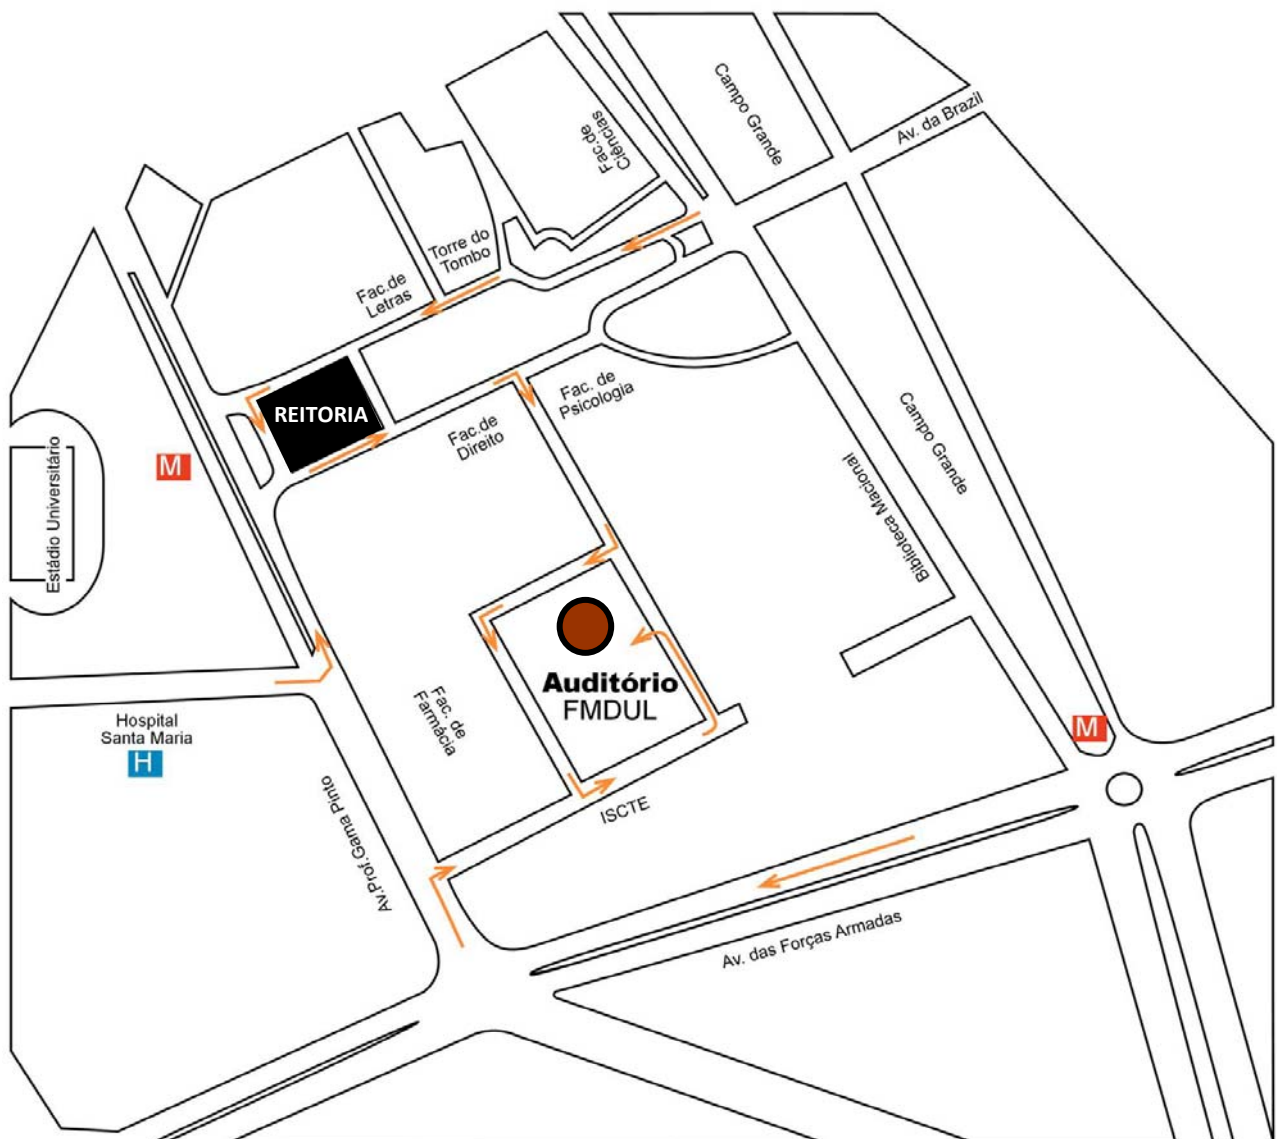 Campo Grande
Av. da Brazil
Fac.de
Ciências
Torre do
Tombo
Fac.de
Letras
REITORIA
Fac. de
Psicologia
Fac.de
Direito
Campo Grande
Biblioteca Macional
M
Estádio Universitário
Auditório
FMDUL
Fac. de
Farmácia
Hospital
Santa Maria
H
M
Av.Prof.Gama Pinto
ISCTE
Av. das Forças Armadas